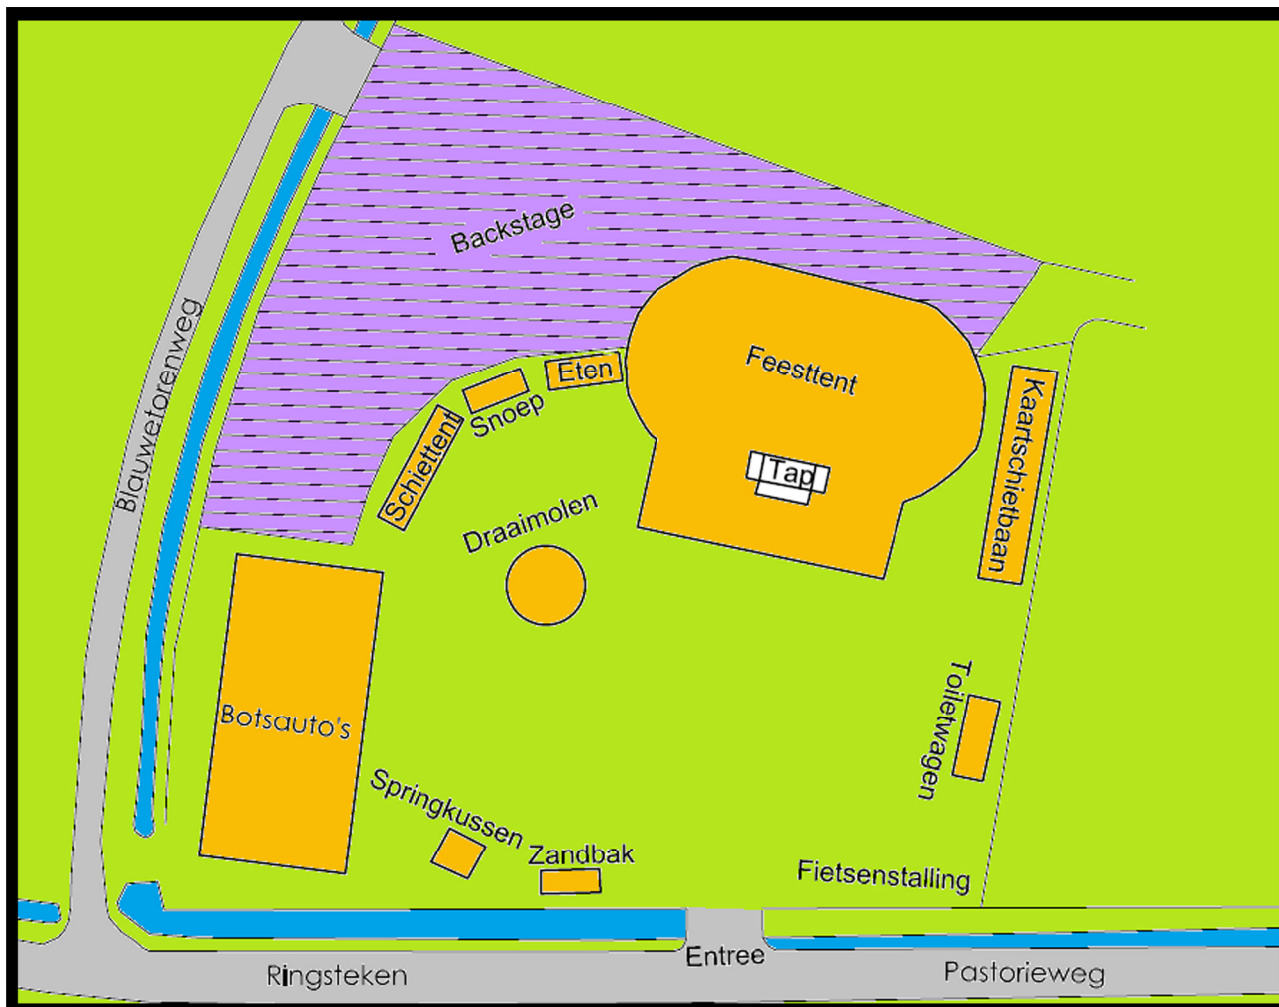 Backstage
Blauwetorenweg
Feesttent
Eten
Snoep
Schiettent
Kaartschietbaan
Tap
Draaimolen
Toiletwagen
Botsauto's
Springkussen
Zandbak
Fietsenstalling
Entree
Ringsteken
Pastorieweg